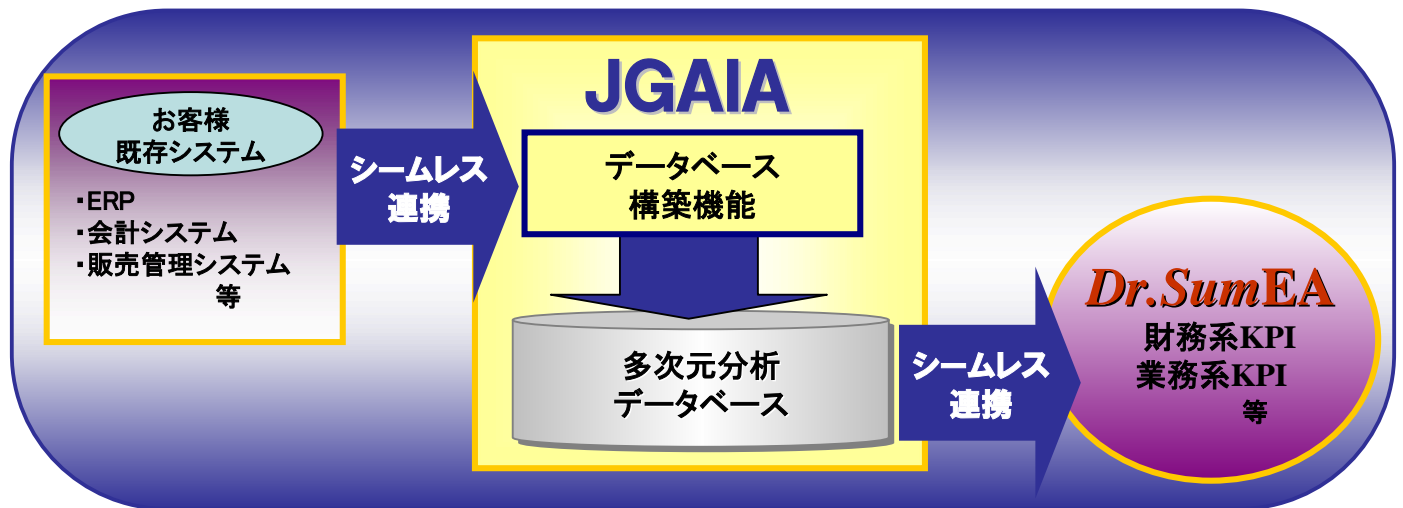 お客様
既存システム
・ERP
・会計システム
・販売管理システム
等
シームレス
連携
JGAIA
データベース
構築機能
多次元分析
データベース
シームレス
連携
Dr.SumEA
財務系KPI
業務系KPI
等